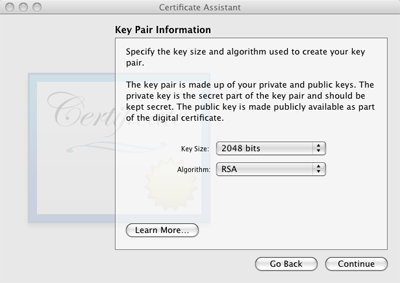 Certificate Assistant
Key Pair Information
Specify the key size and algorithm used to create your key
pair.
The key pair is made up of your private and public keys. The
private key is the secret part of the key pair and should be
kept secret. The public key is made publicly available as part
of the digital certificate.
Key Size: 2048 bits
Algorithm: RSA
Learn More...
Go Back Continue